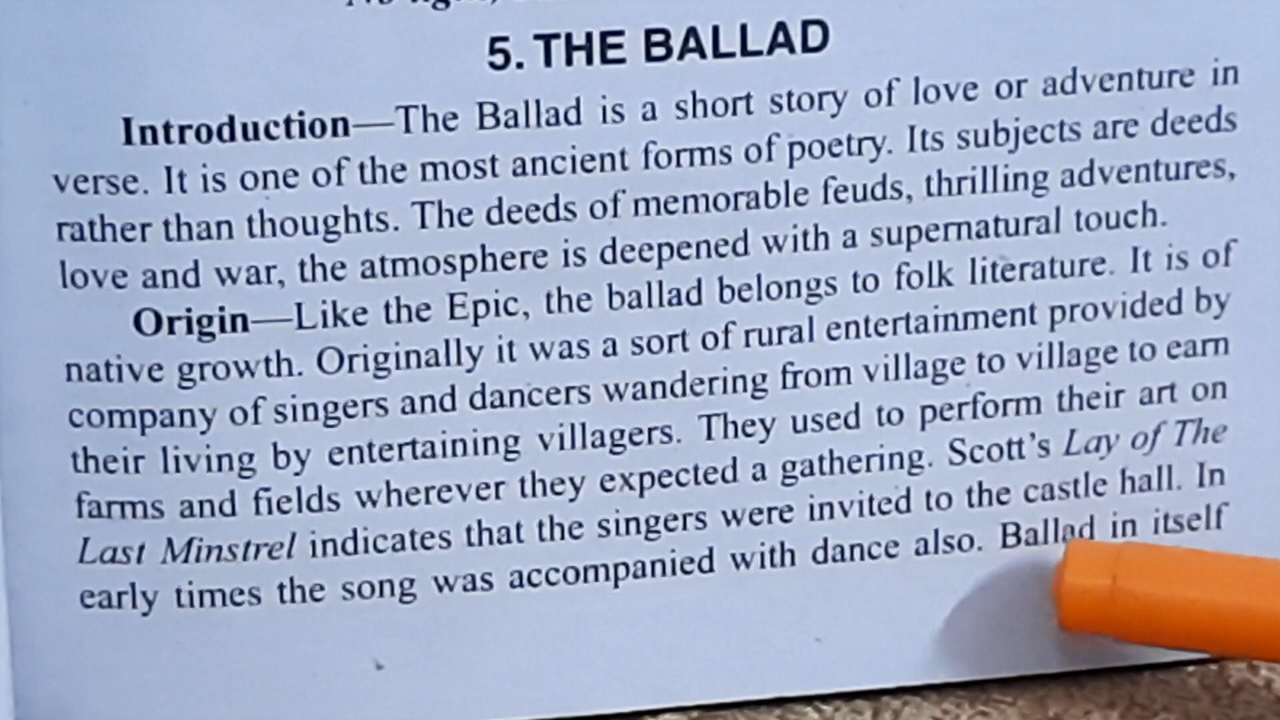 5. THE BALLAD
Introduction—The Ballad is a short story of love or adventure in
verse. It is one of the most ancient forms of poetry. Its subjects are deeds
rather than thoughts. The deeds of memorable feuds, thrilling adventures,
love and war, the atmosphere is deepened with a supernatural touch.
Origin—Like the Epic, the ballad belongs to folk literature. It is of
native growth. Originally it was a sort of rural entertainment provided by
company of singers and dancers wandering from village to village to earn
their living by entertaining villagers. They used to perform their art on
farms and fields wherever they expected a gathering. Scott's Lay of The
Last Minstrel indicates that the singers were invited to the castle hall. In
early times the song was accompanied with dance also. Ballad in itself